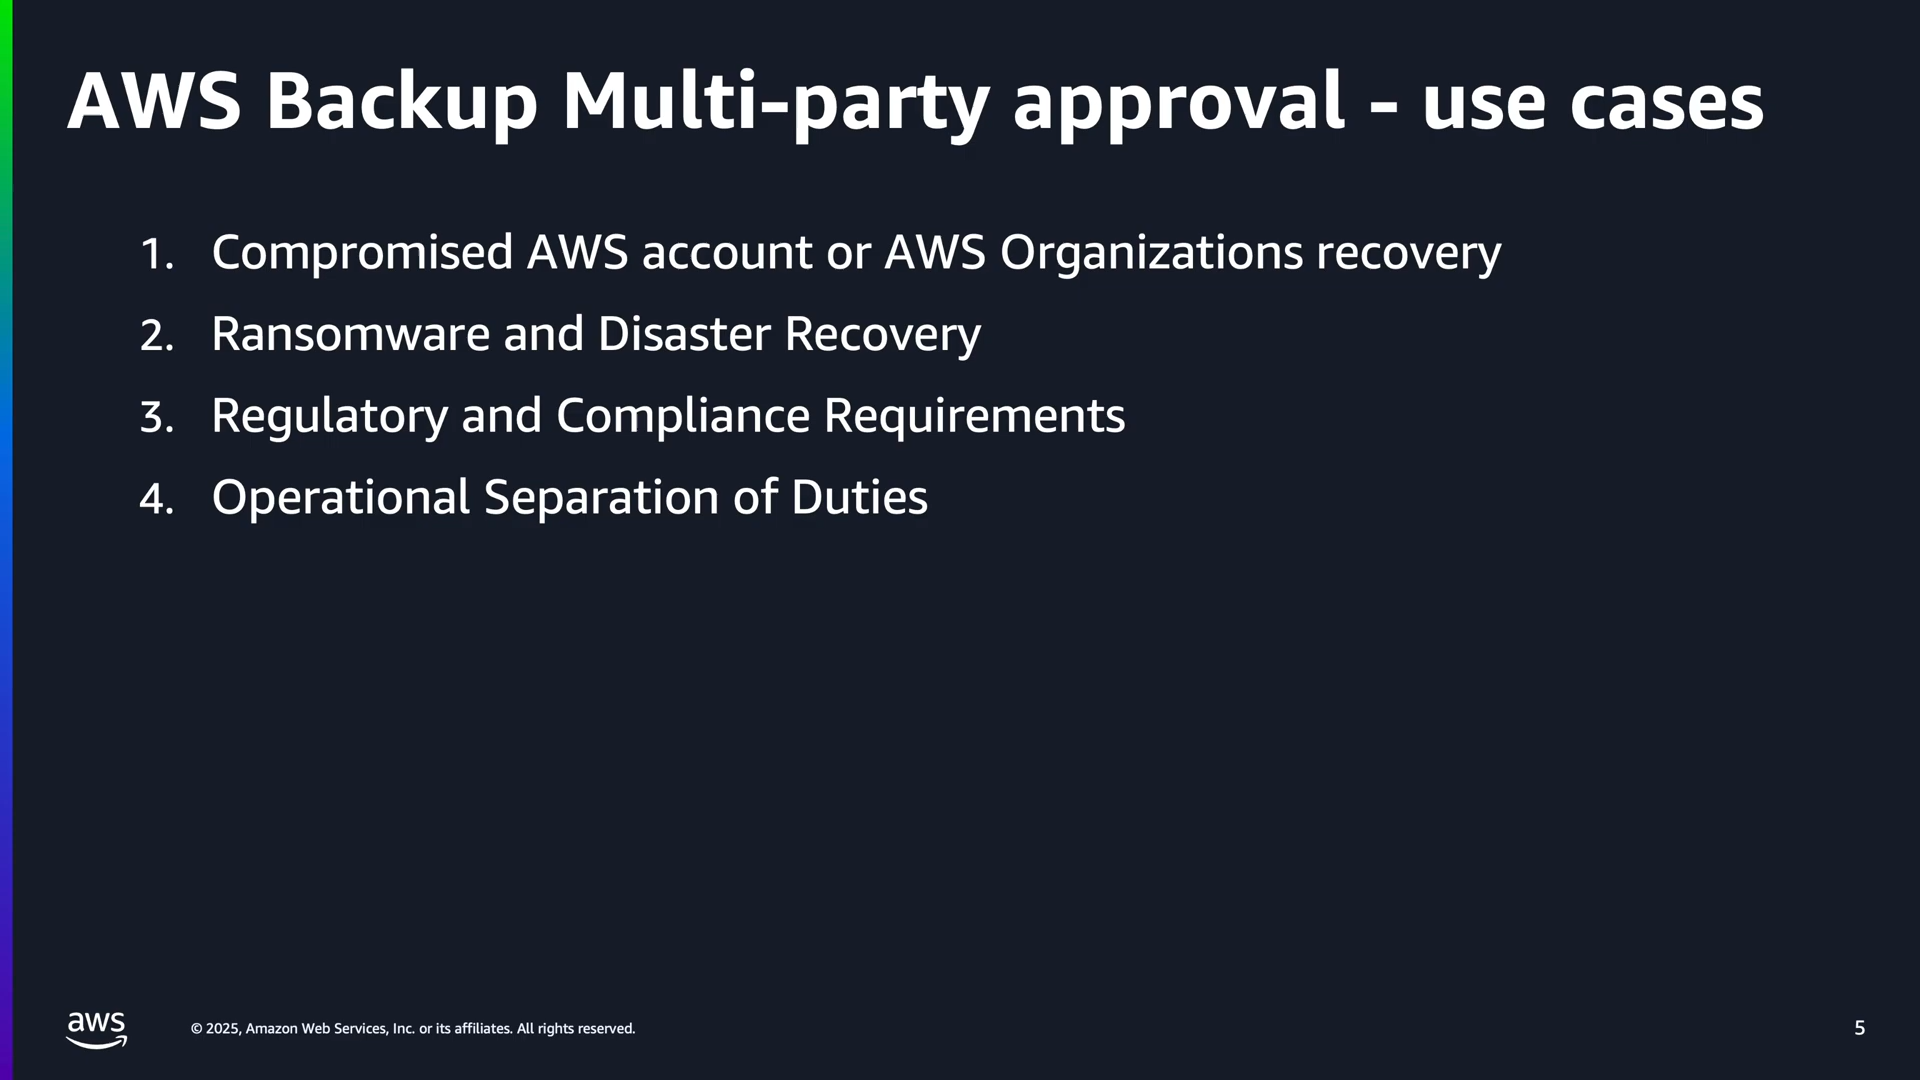 AWS Backup Multi-party approval - use cases
1. Compromised AWS account or AWS Organizations recovery
2. Ransomware and Disaster Recovery
3. Regulatory and Compliance Requirements
4. Operational Separation of Duties
aws
© 2025, Amazon Web Services, Inc. or its affiliates. All rights reserved.
5